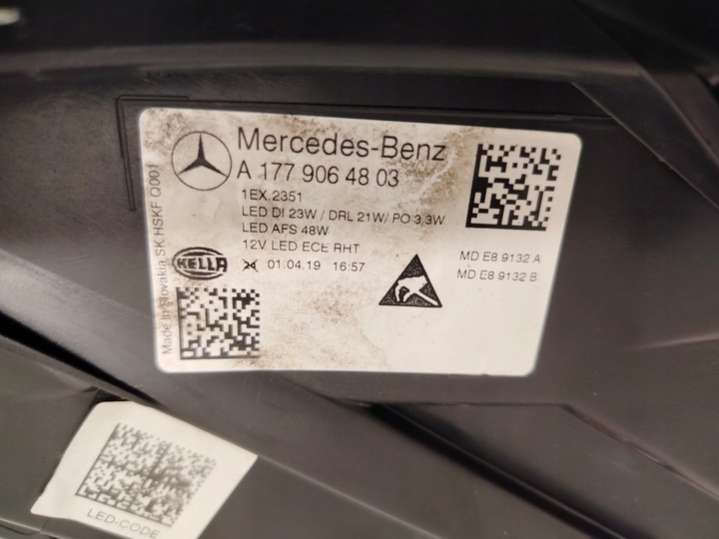 Mercedes-Benz
A 177 906 48 03
1EX.2351
LED DI 23W / DRL 21W/ PO 3,3W
LED AFS 48W
12V LED ECE RHT
HELLA
01.04.19 16:57
MD E8 9132 A
MD E8 9132 B
Made in Slovakia SK HSKF Q001
LED-CODE